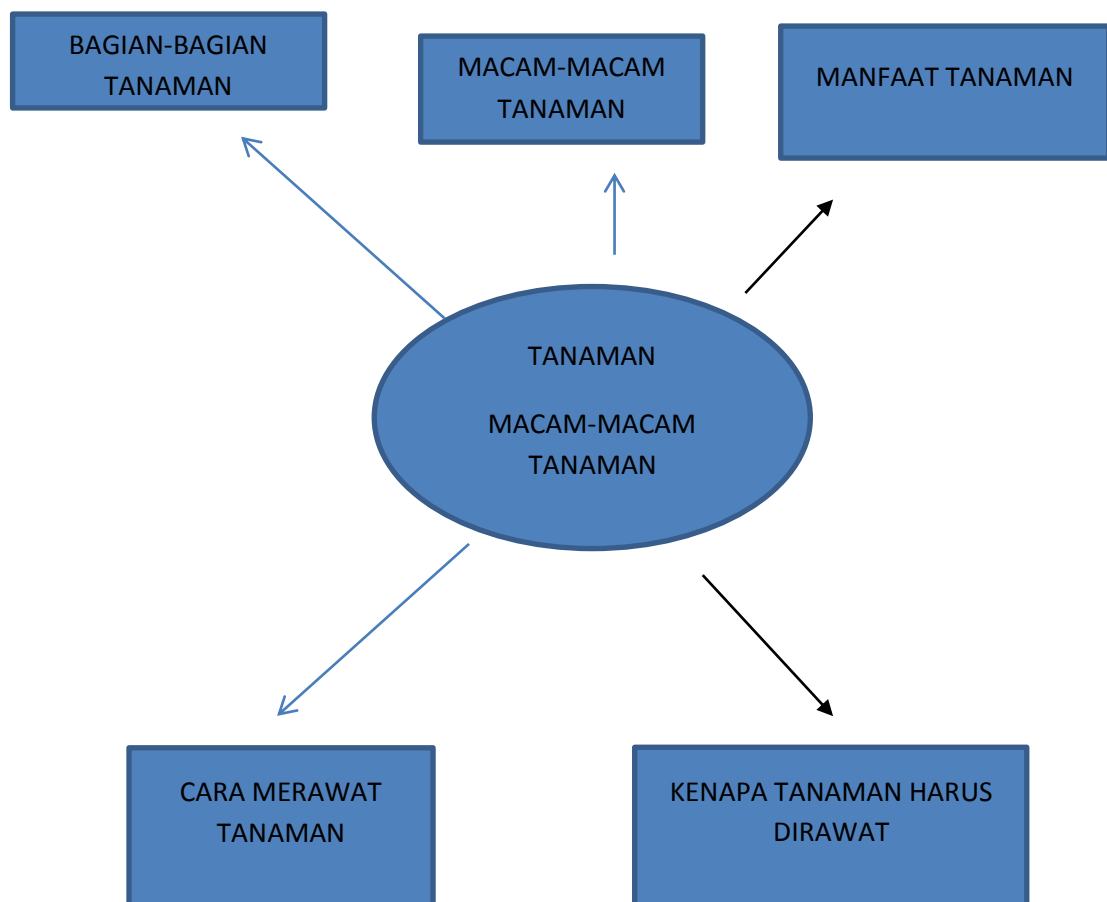 BAGIAN-BAGIAN
TANAMAN
MACAM-MACAM
TANAMAN
MANFAAT TANAMAN
TANAMAN
MACAM-MACAM
TANAMAN
CARA MERAWAT
TANAMAN
KENAPA TANAMAN HARUS
DIRAWAT